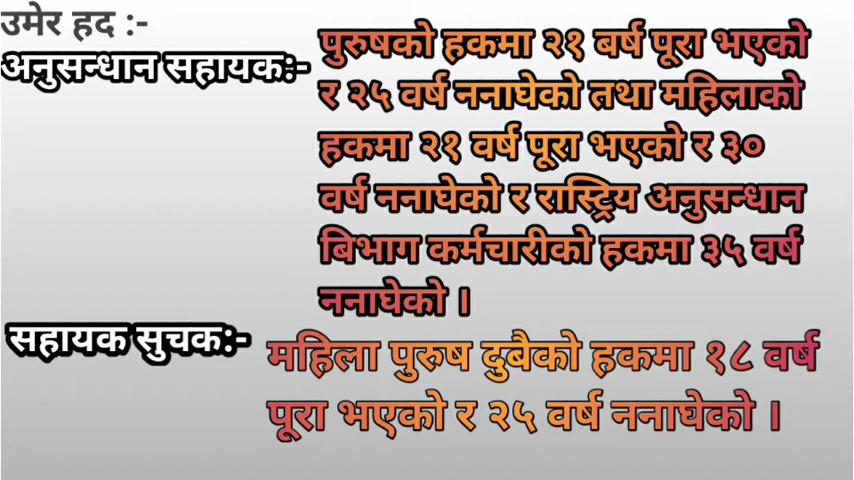 उमेर हद :-
अनुसन्धान सहायक:-
पुरुषको हकमा २१ बर्ष पूरा भएको
र २५ वर्ष ननाघेको तथा महिलाको
हकमा २१ वर्ष पूरा भएको र ३०
वर्ष ननाघेको र रास्ट्रिय अनुसन्धान
बिभाग कर्मचारीको हकमा ३५ वर्ष
ननाघेको ।
सहायक सुचक:-
महिला पुरुष दुबैको हकमा १८ वर्ष
पूरा भएको र २५ वर्ष ननाघेको ।